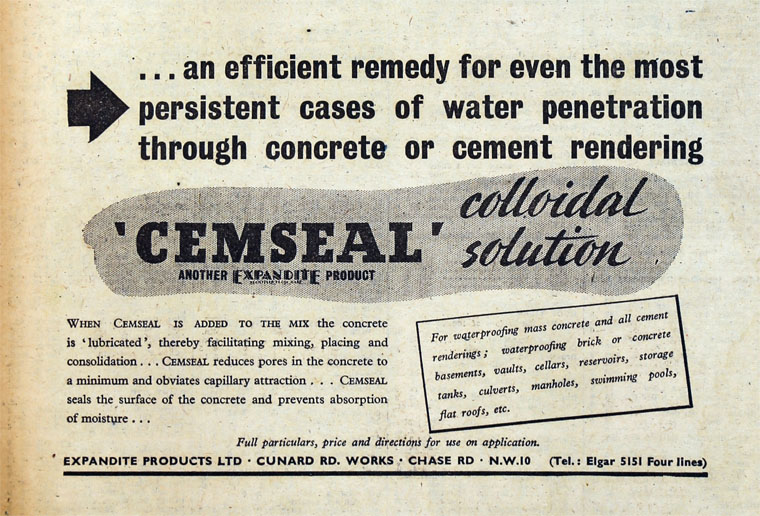 ...an efficient remedy for even the most
persistent cases of water penetration
through concrete or cement rendering
'CEMSEAL'
colloidal
solution
ANOTHER EXPANDITE PRODUCT
WHEN CEMSEAL IS ADDED TO THE MIX the concrete
is 'lubricated', thereby facilitating mixing, placing and
consolidation . . . CEMSEAL reduces pores in the concrete to
a minimum and obviates capillary attraction . . . CEMSEAL
seals the surface of the concrete and prevents absorption
of moisture . . .
For waterproofing mass concrete and all cement
renderings ; waterproofing brick or concrete
basements, vaults, cellars, reservoirs, storage
tanks, culverts, manholes, swimming pools,
flat roofs, etc.
Full particulars, price and directions for use on application.
EXPANDITE PRODUCTS LTD · CUNARD RD. WORKS · CHASE RD · N.W.10 (Tel.: Elgar 5151 Four lines)